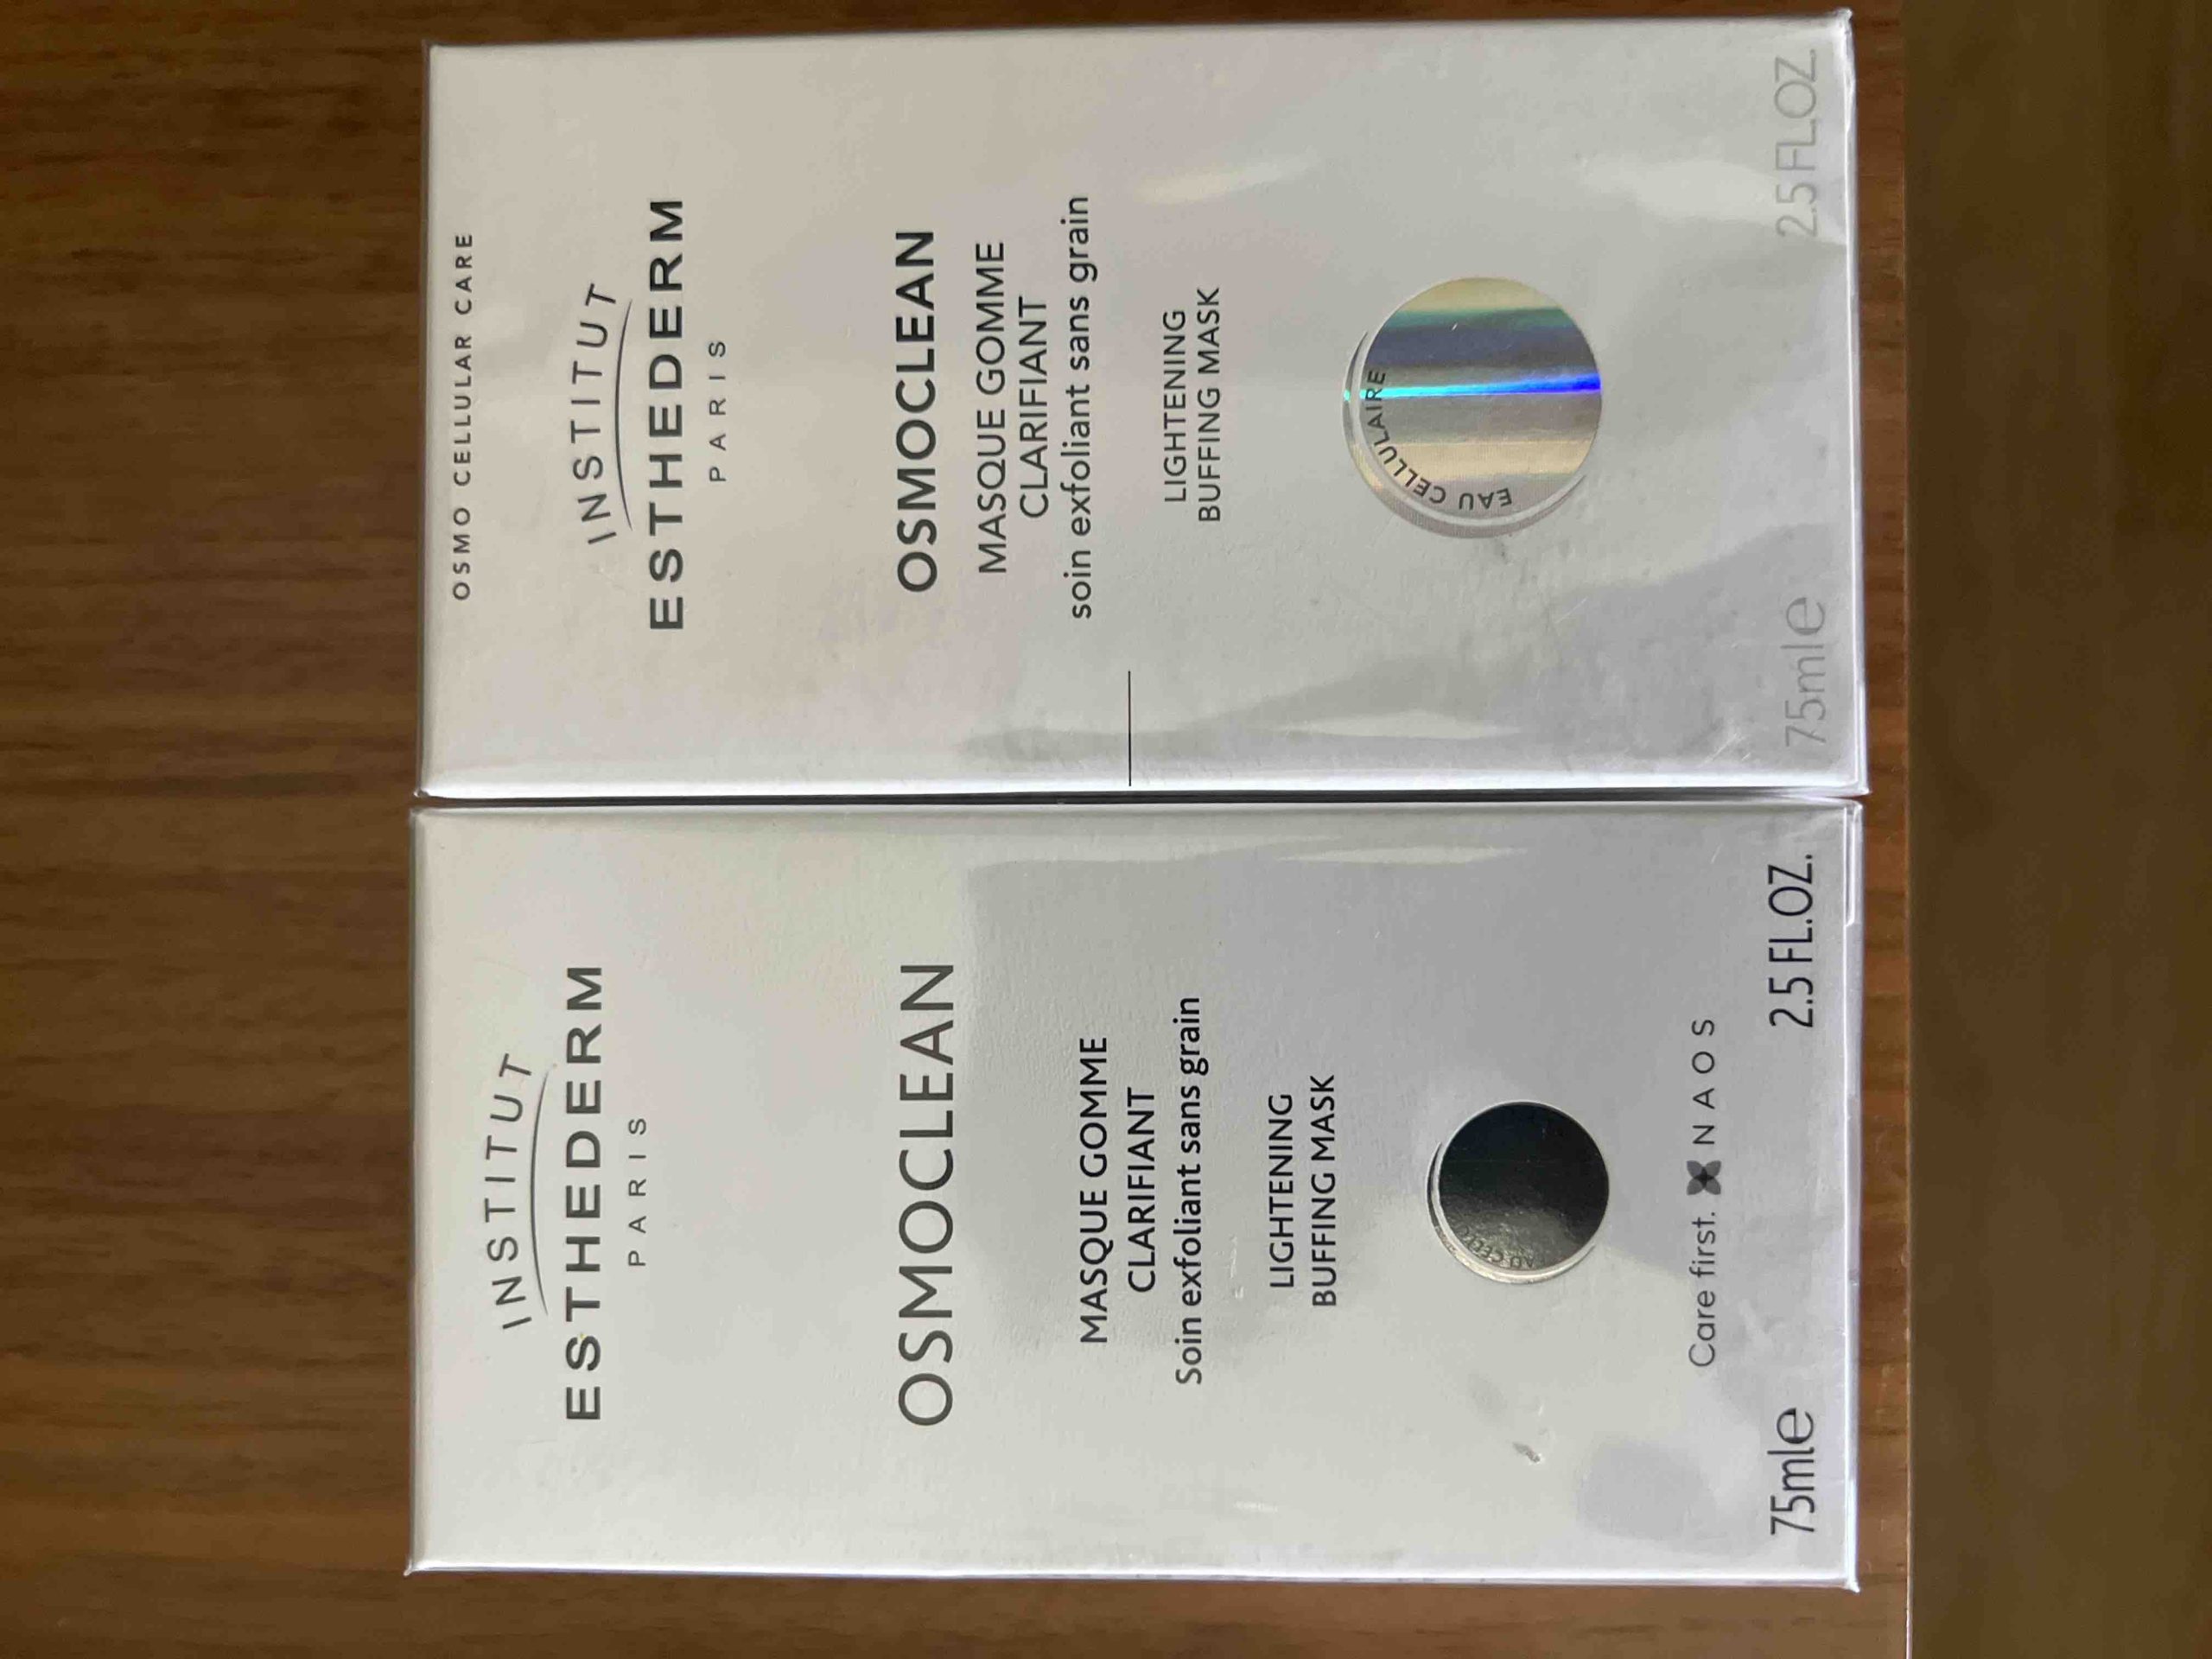 INSTITUT
ESTHEDERM
PARIS
OSMOCLEAN
MASQUE GOMME
CLARIFIANT
Soin exfoliant sans grain
LIGHTENING
BUFFING MASK
Care first. NAOS
75ml e 2.5 FL.OZ.
OSMO CELLULAR CARE
INSTITUT
ESTHEDERM
PARIS
OSMOCLEAN
MASQUE GOMME
CLARIFIANT
soin exfoliant sans grain
LIGHTENING
BUFFING MASK
EAU CELLULAIRE
75ml e 2.5 FL.OZ.